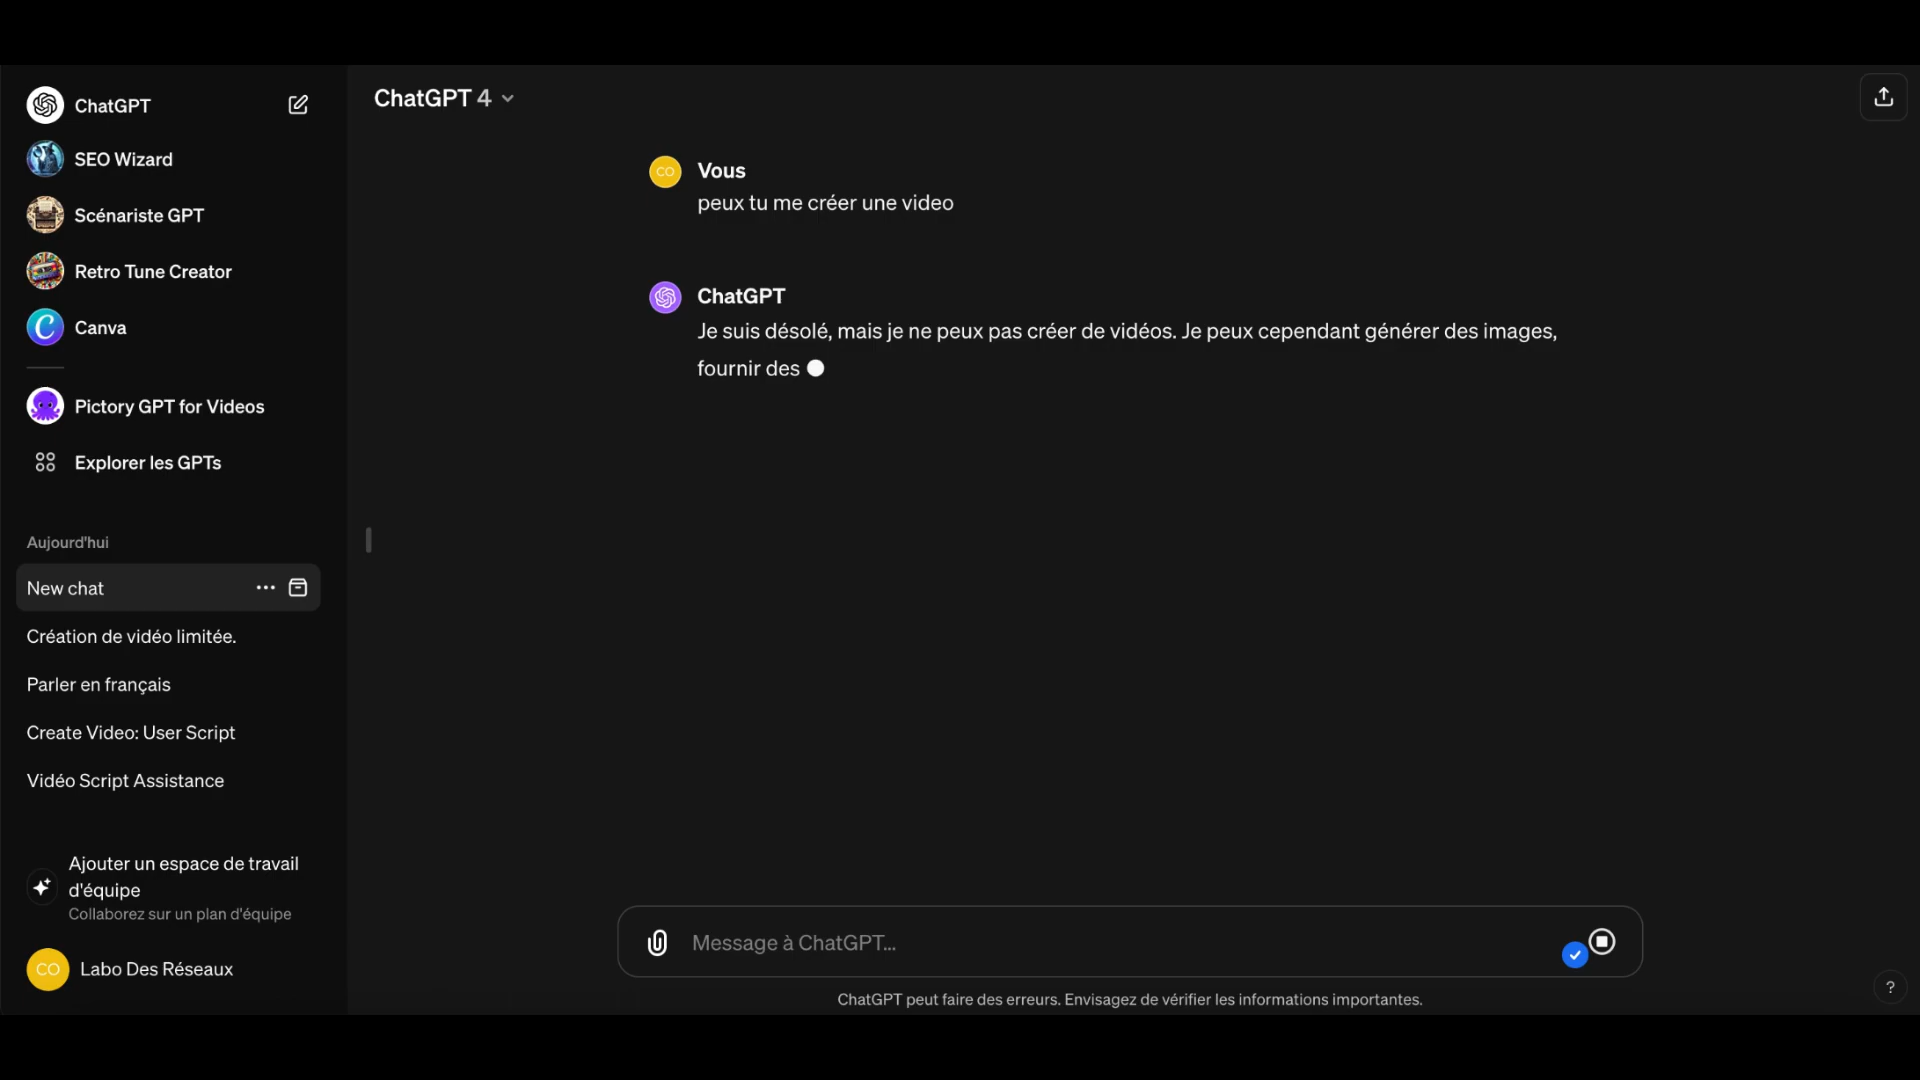 ChatGPT
SEO Wizard
Scénariste GPT
Retro Tune Creator
Canva
Pictory GPT for Videos
Explorer les GPTs
Aujourd'hui
New chat
Création de vidéo limitée.
Parler en français
Create Video: User Script
Vidéo Script Assistance
Ajouter un espace de travail
d'équipe
Collaborez sur un plan d'équipe
CO Labo Des Réseaux
ChatGPT 4
CO Vous
peux tu me créer une video
ChatGPT
Je suis désolé, mais je ne peux pas créer de vidéos. Je peux cependant générer des images,
fournir des
Message à ChatGPT...
ChatGPT peut faire des erreurs. Envisagez de vérifier les informations importantes.
?